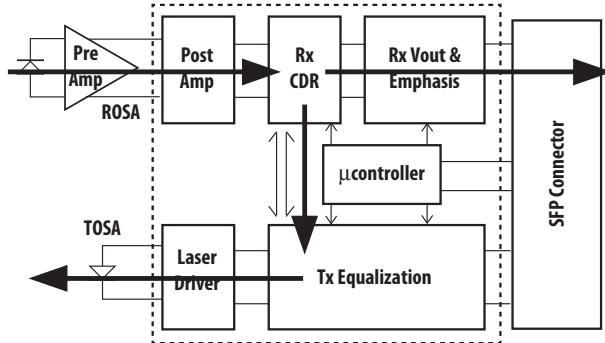 Pre
Amp
ROSA
Post
Amp
Rx
CDR
Rx Vout &
Emphasis
μcontroller
SFP Connector
TOSA
Laser
Driver
Tx Equalization